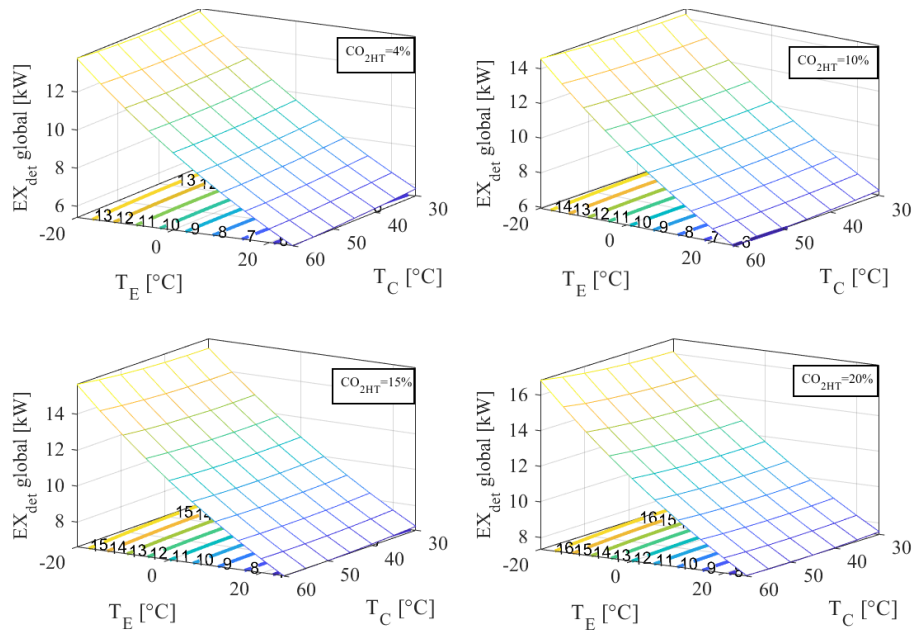 CO2HT=4%
EXdet global [kW]
12
10
8
6
13 12
13 12 11 10 9 8 7
-20 0 20
60 50 40 30
TE [°C]
TC [°C]
CO2HT=10%
EXdet global [kW]
14
12
10
8
6
14 13 12 11 10 9 8 7 6
-20 0 20
60 50 40 30
TE [°C]
TC [°C]
CO2HT=15%
EXdet global [kW]
14
12
10
8
15 14
15 14 13 12 11 10 9 8
-20 0 20
60 50 40 30
TE [°C]
TC [°C]
CO2HT=20%
EXdet global [kW]
16
14
12
10
8
16 15
16 15 14 13 12 11 10 9 8
-20 0 20
60 50 40 30
TE [°C]
TC [°C]